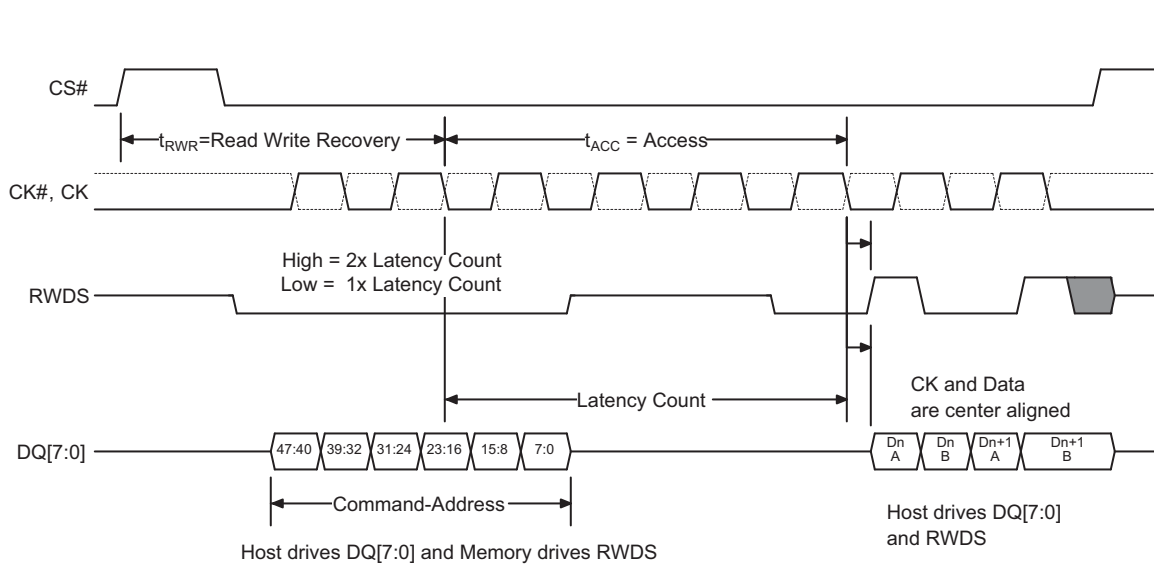 CS#
tRWR=Read Write Recovery
tACC = Access
CK#, CK
High = 2x Latency Count
Low = 1x Latency Count
RWDS
Latency Count
CK and Data
are center aligned
DQ[7:0]
47:40 39:32 31:24 23:16 15:8 7:0
Dn
A
Dn
B
Dn+1
A
Dn+1
B
Command-Address
Host drives DQ[7:0]
and RWDS
Host drives DQ[7:0] and Memory drives RWDS